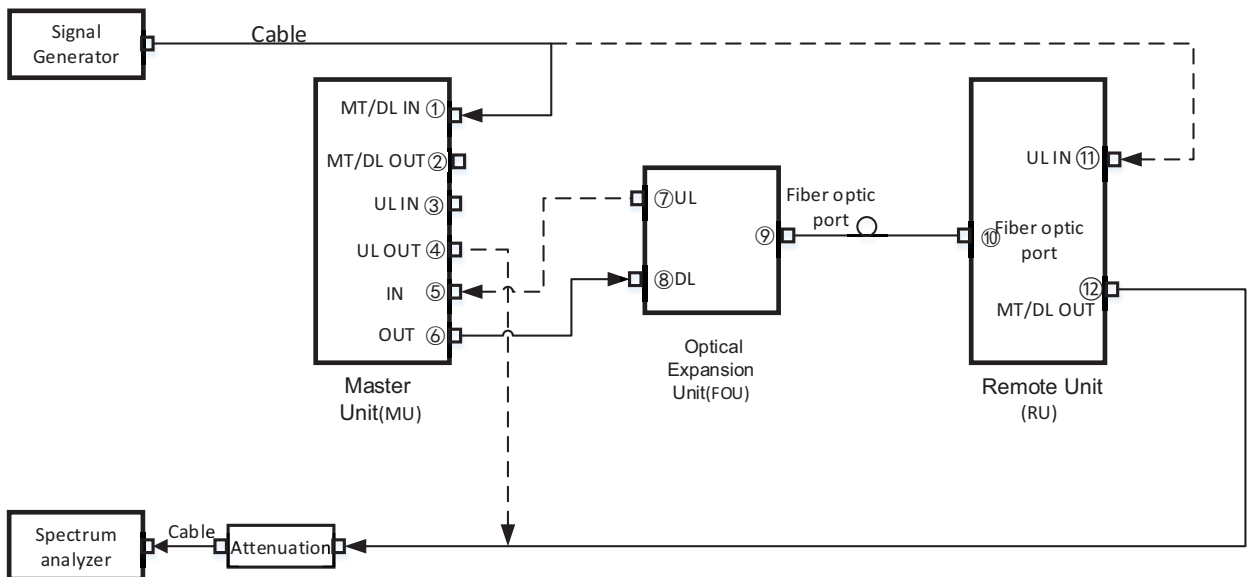 Signal
Generator
Cable
MT/DL IN ①
MT/DL OUT ②
UL IN ③
UL OUT ④
IN ⑤
OUT ⑥
Master
Unit(MU)
⑦UL
⑧DL
⑨
Optical
Expansion
Unit(FOU)
Fiber optic
port
UL IN ⑪
⑩Fiber optic
port
⑫
MT/DL OUT
Remote Unit
(RU)
Spectrum
analyzer
Cable
Attenuation